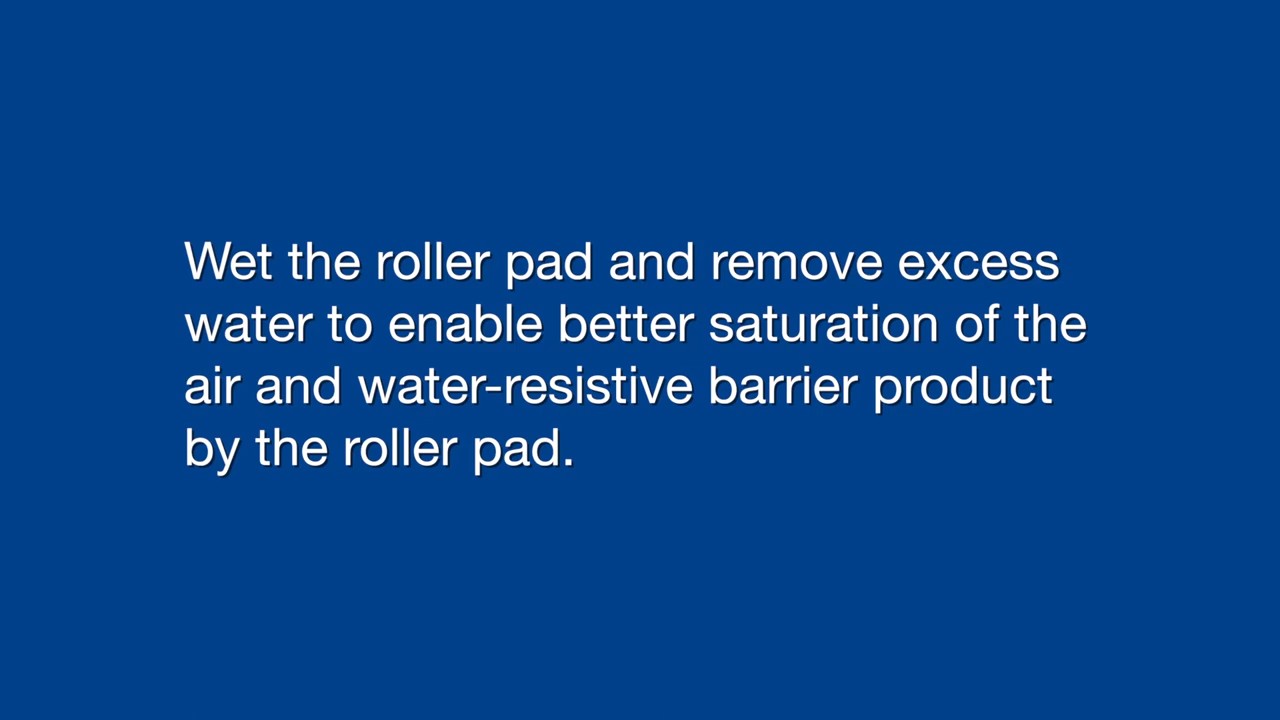 Wet the roller pad and remove excess
water to enable better saturation of the
air and water-resistive barrier product
by the roller pad.